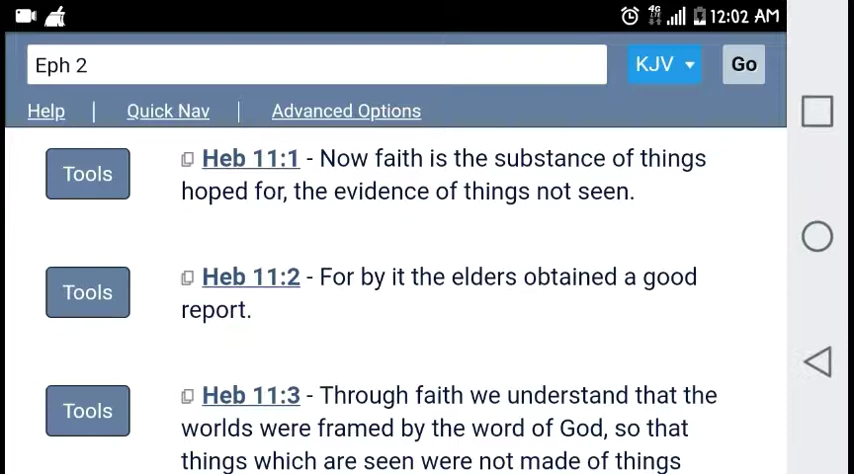 4G LTE 12:02 AM
Eph 2
KJV
Go
Help | Quick Nav | Advanced Options
Tools
Heb 11:1 - Now faith is the substance of things
hoped for, the evidence of things not seen.
Tools
Heb 11:2 - For by it the elders obtained a good
report.
Tools
Heb 11:3 - Through faith we understand that the
worlds were framed by the word of God, so that
things which are seen were not made of things